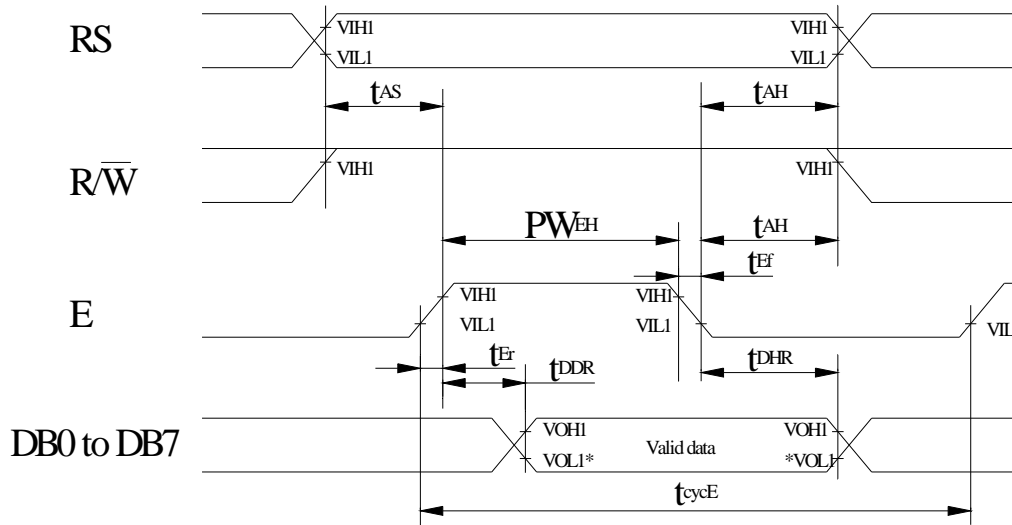 RS
VIH1
VIL1
VIH1
VIL1
tAS
tAH
R/W̅
VIH1
VIH1
PWEH
tAH
tEf
E
VIH1
VIL1
VIH1
VIL1
VIL
tEr
tDDR
tDHR
DB0 to DB7
VOH1
VOL1*
Valid data
VOH1
*VOL1
tcycE